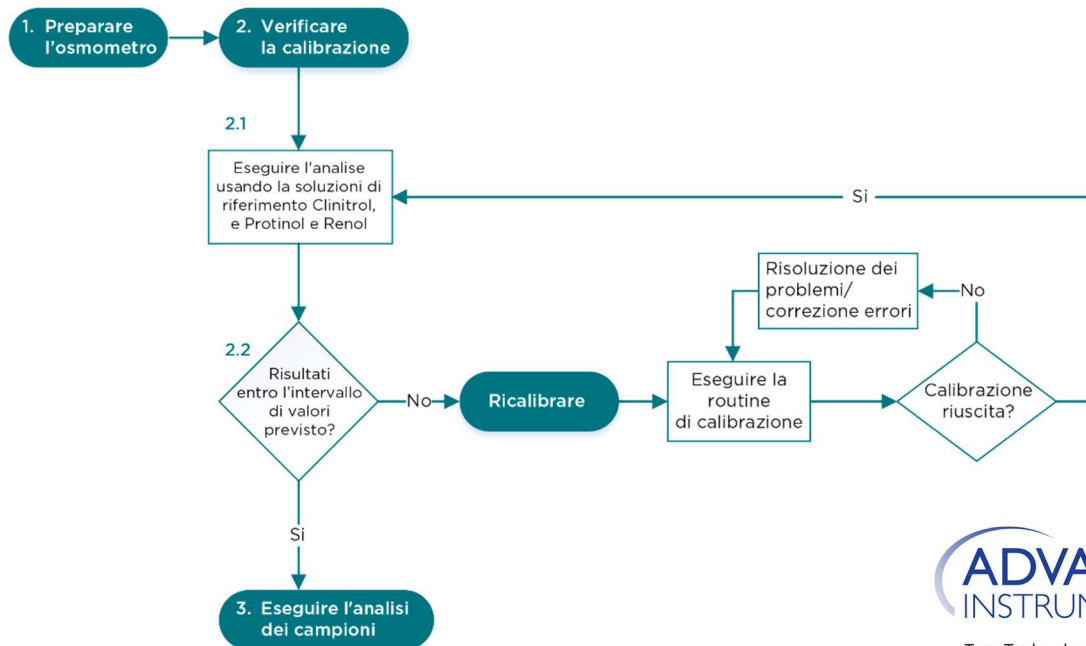 1. Preparare
l'osmometro
2. Verificare
la calibrazione
2.1
Eseguire l'analise
usando la soluzioni di
riferimento Clinitrol,
e Protinol e Renol
Si
Risoluzione dei
problemi/
correzione errori
No
2.2
Risultati
entro l'intervallo
di valori
previsto?
No
Ricalibrare
Eseguire la
routine
di calibrazione
Calibrazione
riuscita?
Si
3. Eseguire l'analisi
dei campioni
ADVA
INSTRUN